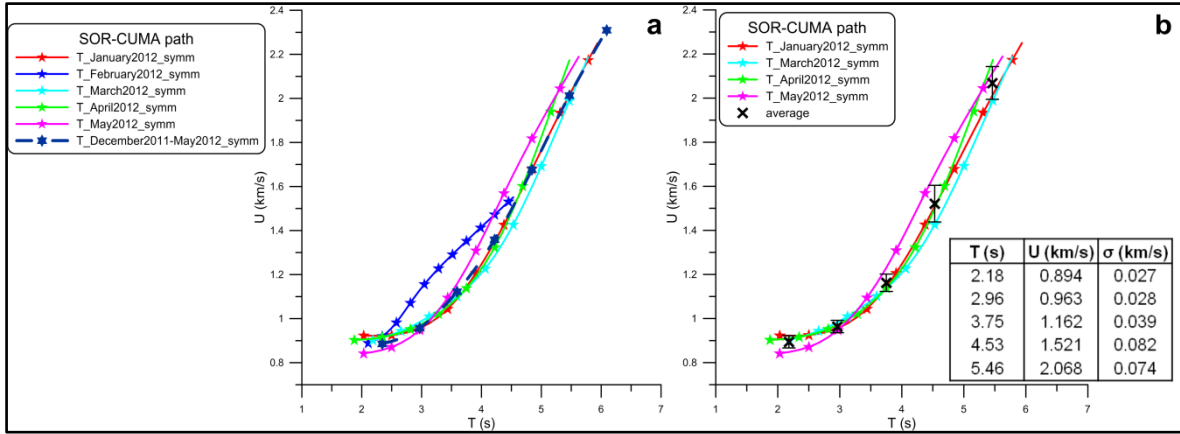 SOR-CUMA path
T_January2012_symm
T_February2012_symm
T_March2012_symm
T_April2012_symm
T_May2012_symm
T_December2011-May2012_symm
a
2.4
2.2
2
1.8
1.6
1.4
1.2
1
0.8
U (km/s)
1 2 3 4 5 6 7
T (s)
SOR-CUMA path
T_January2012_symm
T_March2012_symm
T_April2012_symm
T_May2012_symm
average
b
2.4
2.2
2
1.8
1.6
1.4
1.2
1
0.8
U (km/s)
1 2 3 4 5 6 7
T (s)
T (s) U (km/s) σ (km/s)
2.18 0.894 0.027
2.96 0.963 0.028
3.75 1.162 0.039
4.53 1.521 0.082
5.46 2.068 0.074